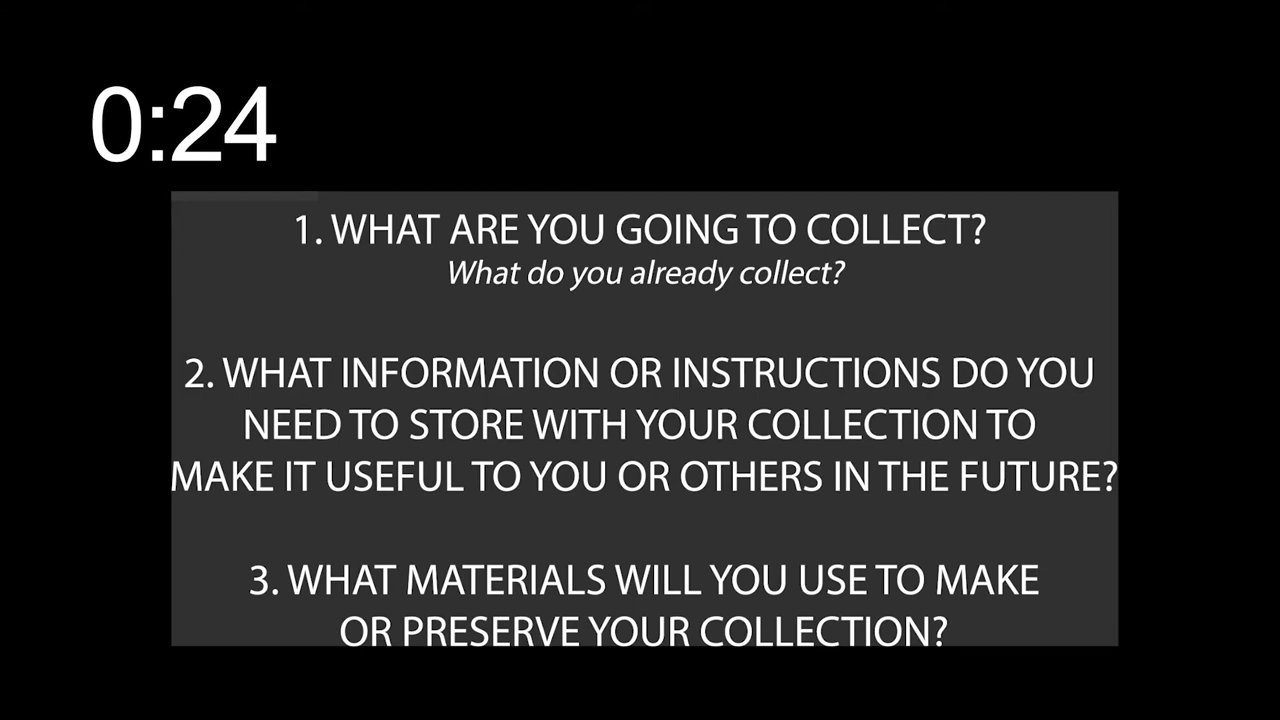 0:24
1. WHAT ARE YOU GOING TO COLLECT?
What do you already collect?
2. WHAT INFORMATION OR INSTRUCTIONS DO YOU
NEED TO STORE WITH YOUR COLLECTION TO
MAKE IT USEFUL TO YOU OR OTHERS IN THE FUTURE?
3. WHAT MATERIALS WILL YOU USE TO MAKE
OR PRESERVE YOUR COLLECTION?